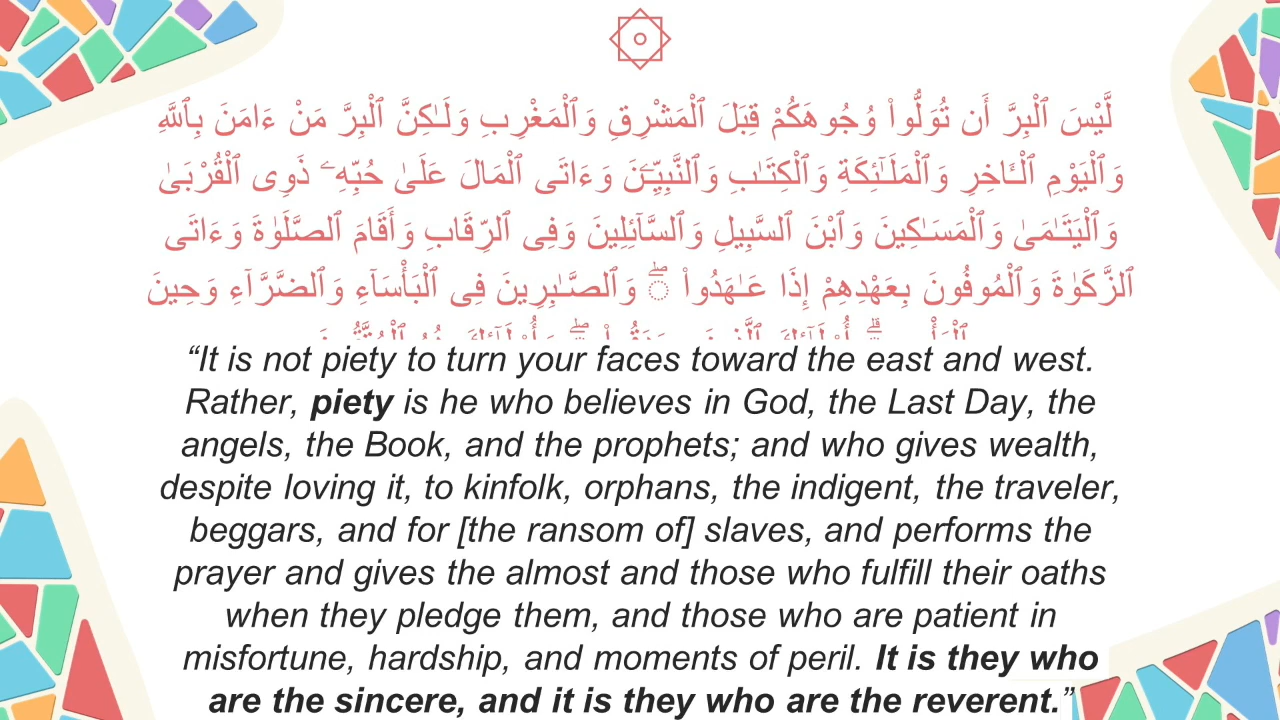 لَّيْسَ ٱلْبِرَّ أَن تُوَلُّوا۟ وُجُوهَكُمْ قِبَلَ ٱلْمَشْرِقِ وَٱلْمَغْرِبِ وَلَـٰكِنَّ ٱلْبِرَّ مَنْ ءَامَنَ بِٱللَّهِ
وَٱلْيَوْمِ ٱلْـَٔاخِرِ وَٱلْمَلَـٰٓئِكَةِ وَٱلْكِتَـٰبِ وَٱلنَّبِيِّـۧنَ وَءَاتَى ٱلْمَالَ عَلَىٰ حُبِّهِۦ ذَوِى ٱلْقُرْبَىٰ
وَٱلْيَتَـٰمَىٰ وَٱلْمَسَـٰكِينَ وَٱبْنَ ٱلسَّبِيلِ وَٱلسَّآئِلِينَ وَفِى ٱلرِّقَابِ وَأَقَامَ ٱلصَّلَوٰةَ وَءَاتَى
ٱلزَّكَوٰةَ وَٱلْمُوفُونَ بِعَهْدِهِمْ إِذَا عَـٰهَدُوا۟ ۖ وَٱلصَّـٰبِرِينَ فِى ٱلْبَأْسَآءِ وَٱلضَّرَّآءِ وَحِينَ
“It is not piety to turn your faces toward the east and west.
Rather, piety is he who believes in God, the Last Day, the
angels, the Book, and the prophets; and who gives wealth,
despite loving it, to kinfolk, orphans, the indigent, the traveler,
beggars, and for [the ransom of] slaves, and performs the
prayer and gives the almost and those who fulfill their oaths
when they pledge them, and those who are patient in
misfortune, hardship, and moments of peril. It is they who
are the sincere, and it is they who are the reverent.”